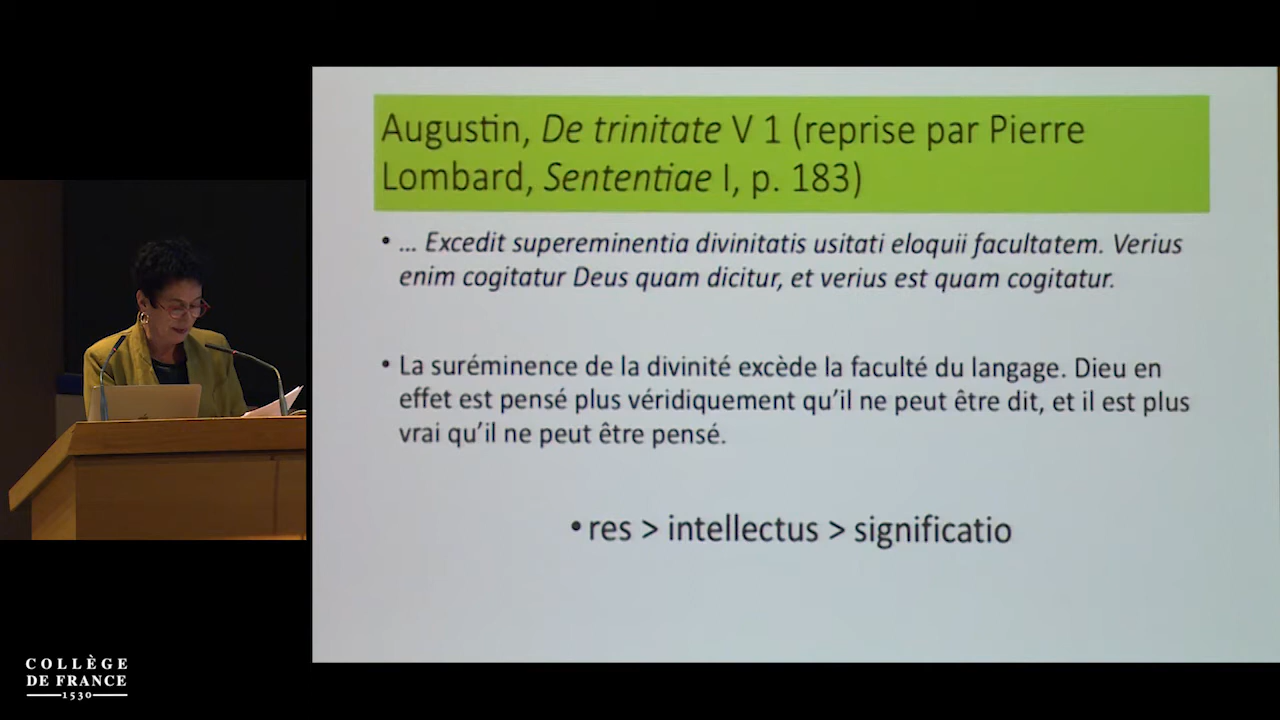 Augustin, De trinitate V 1 (reprise par Pierre
Lombard, Sententiae I, p. 183)
• ... Excedit supereminentia divinitatis usitati eloquii facultatem. Verius
enim cogitatur Deus quam dicitur, et verius est quam cogitatur.
• La suréminence de la divinité excède la faculté du langage. Dieu en
effet est pensé plus véridiquement qu'il ne peut être dit, et il est plus
vrai qu'il ne peut être pensé.
• res > intellectus > significatio
COLLÈGE
DE FRANCE
1530